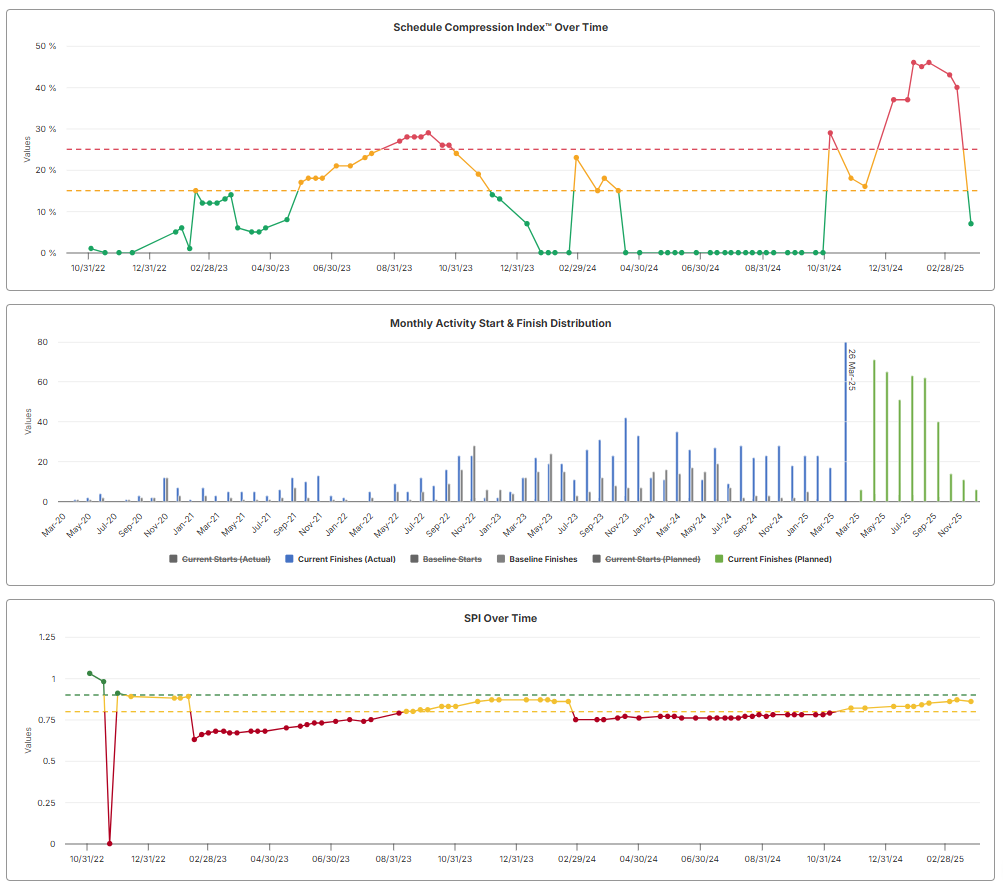 Schedule Compression Index™ Over Time
50 %
40 %
30 %
20 %
10 %
0 %
Values
10/31/22 12/31/22 02/28/23 04/30/23 06/30/23 08/31/23 10/31/23 12/31/23 02/29/24 04/30/24 06/30/24 08/31/24 10/31/24 12/31/24 02/28/25
Monthly Activity Start & Finish Distribution
80
60
40
20
0
Values
26 Mar-25
Mar-20 May-20 Jul-20 Sep-20 Nov-20 Jan-21 Mar-21 May-21 Jul-21 Sep-21 Nov-21 Jan-22 Mar-22 May-22 Jul-22 Sep-22 Nov-22 Jan-23 Mar-23 May-23 Jul-23 Sep-23 Nov-23 Jan-24 Mar-24 May-24 Jul-24 Sep-24 Nov-24 Jan-25 Mar-25 Mar-25 May-25 Jul-25 Sep-25 Nov-25
Current Starts (Actual) Current Finishes (Actual) Baseline Starts Baseline Finishes Current Starts (Planned) Current Finishes (Planned)
SPI Over Time
1.25
1
0.75
0.5
0.25
0
Values
10/31/22 12/31/22 02/28/23 04/30/23 06/30/23 08/31/23 10/31/23 12/31/23 02/29/24 04/30/24 06/30/24 08/31/24 10/31/24 12/31/24 02/28/25